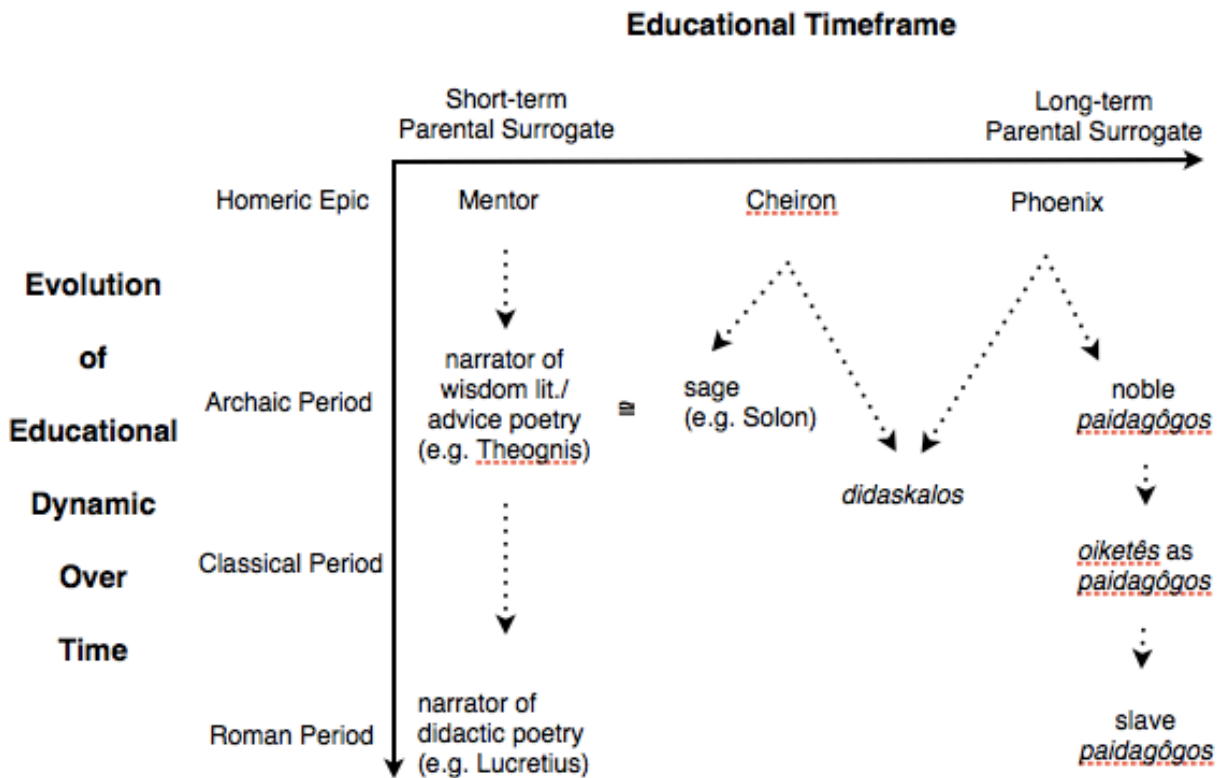 Educational Timeframe
Short-term
Parental Surrogate
Long-term
Parental Surrogate
Homeric Epic
Mentor
Cheiron
Phoenix
Evolution
of
Educational
Dynamic
Over
Time
Archaic Period
narrator of
wisdom lit./
advice poetry
(e.g. Theognis)
≅
sage
(e.g. Solon)
noble
paidagôgos
didaskalos
Classical Period
oiketês as
paidagôgos
Roman Period
narrator of
didactic poetry
(e.g. Lucretius)
slave
paidagôgos